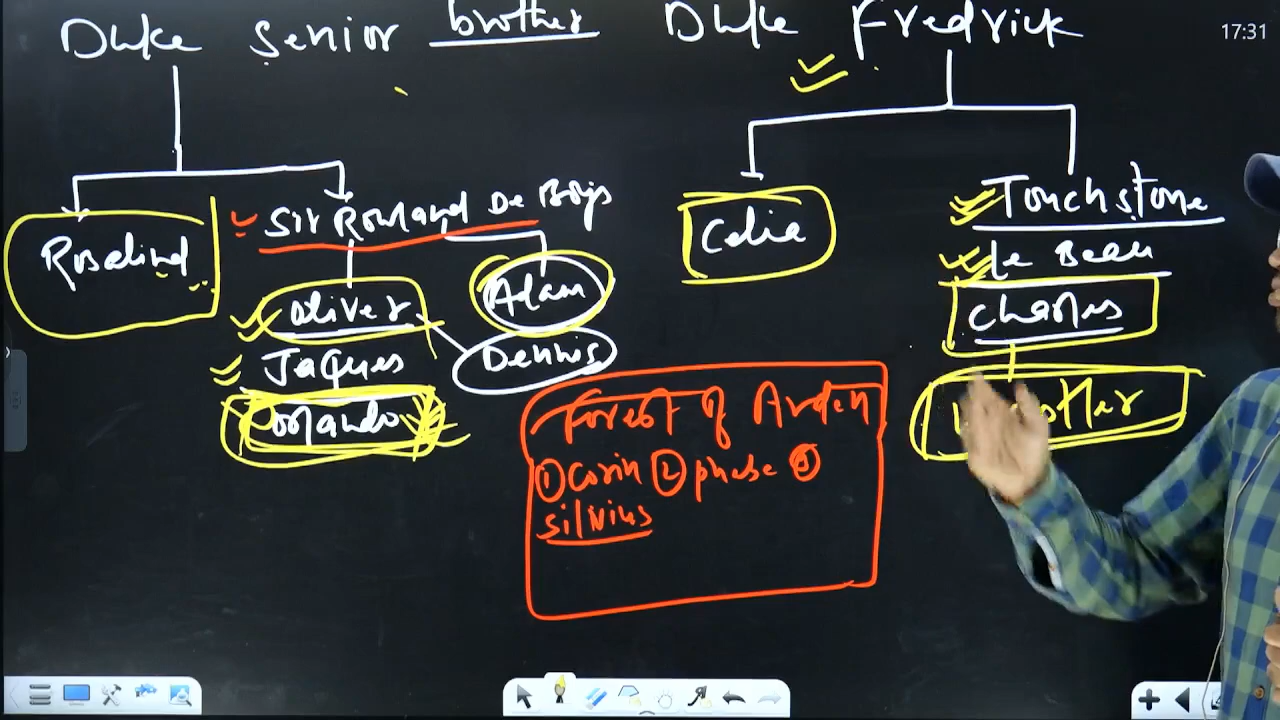 Duke Senior brother Duke Fredrick
17:31
Rosalind
Sir Rowland De Boys
Oliver
Adam
Jaques
Dennis
Orlando
Celia
Touchstone
le Beau
Charles
Forest of Arden
① Corin ② phebe ③
silvius